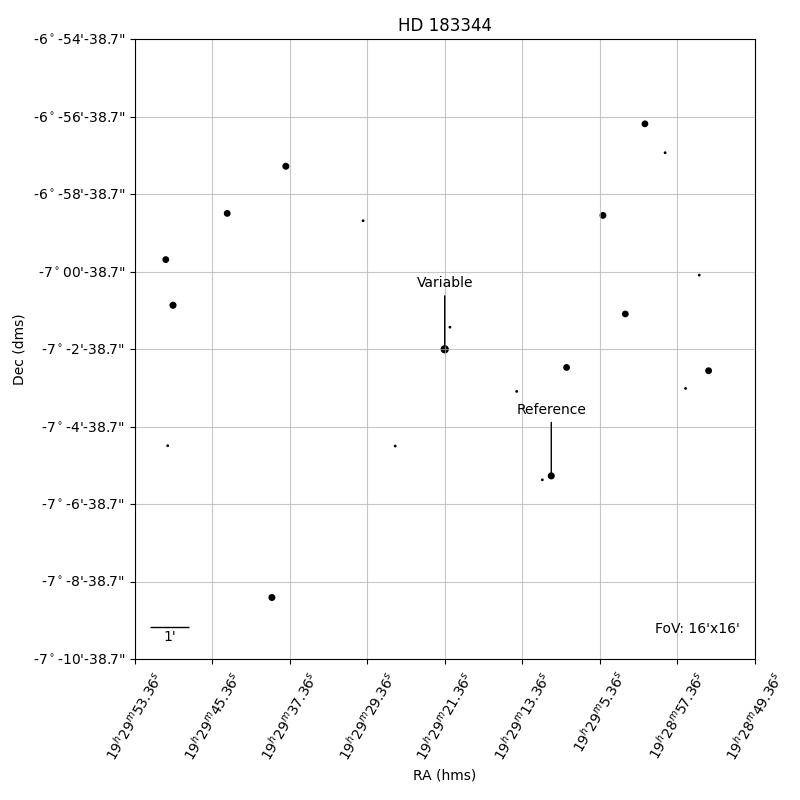 HD 183344
-6°-54'-38.7"
-6°-56'-38.7"
-6°-58'-38.7"
-7°00'-38.7"
-7°-2'-38.7"
-7°-4'-38.7"
-7°-6'-38.7"
-7°-8'-38.7"
-7°-10'-38.7"
Dec (dms)
Variable
Reference
1'
FoV: 16'x16'
19ʰ29ᵐ53.36ˢ
19ʰ29ᵐ45.36ˢ
19ʰ29ᵐ37.36ˢ
19ʰ29ᵐ29.36ˢ
19ʰ29ᵐ21.36ˢ
19ʰ29ᵐ13.36ˢ
19ʰ29ᵐ5.36ˢ
19ʰ28ᵐ57.36ˢ
19ʰ28ᵐ49.36ˢ
RA (hms)